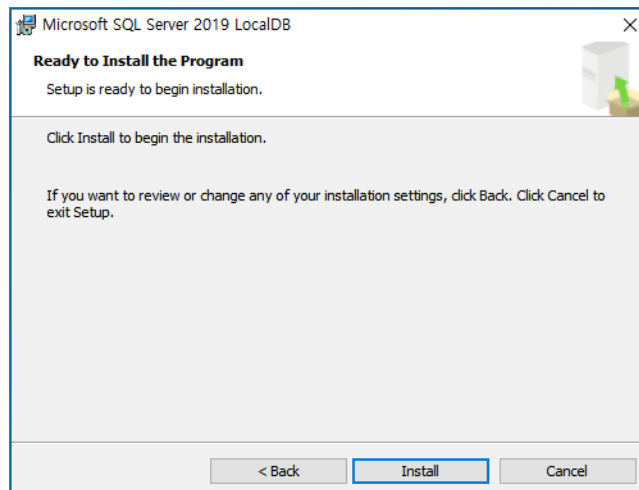 Microsoft SQL Server 2019 LocalDB
Ready to Install the Program
Setup is ready to begin installation.
Click Install to begin the installation.
If you want to review or change any of your installation settings, click Back. Click Cancel to
exit Setup.
< Back
Install
Cancel